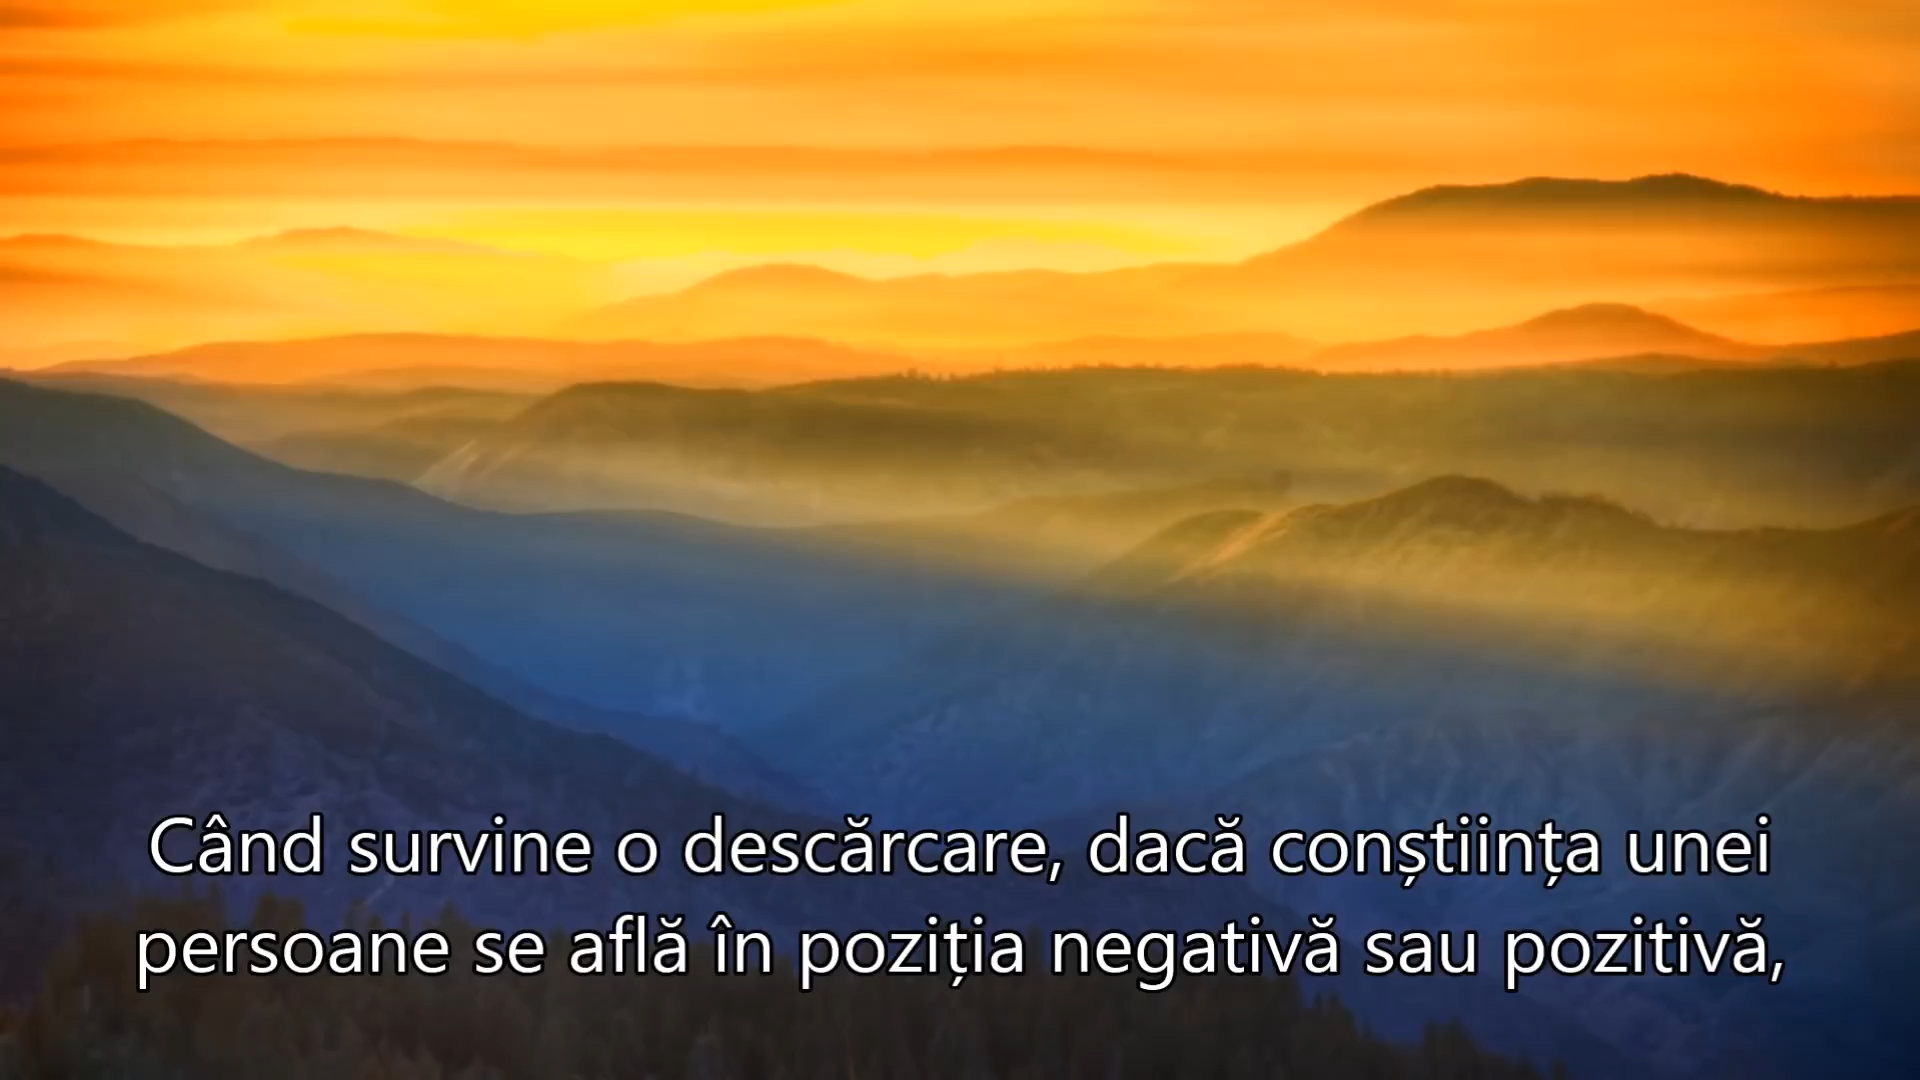 Când survine o descărcare, dacă conștiința unei
persoane se află în poziția negativă sau pozitivă,